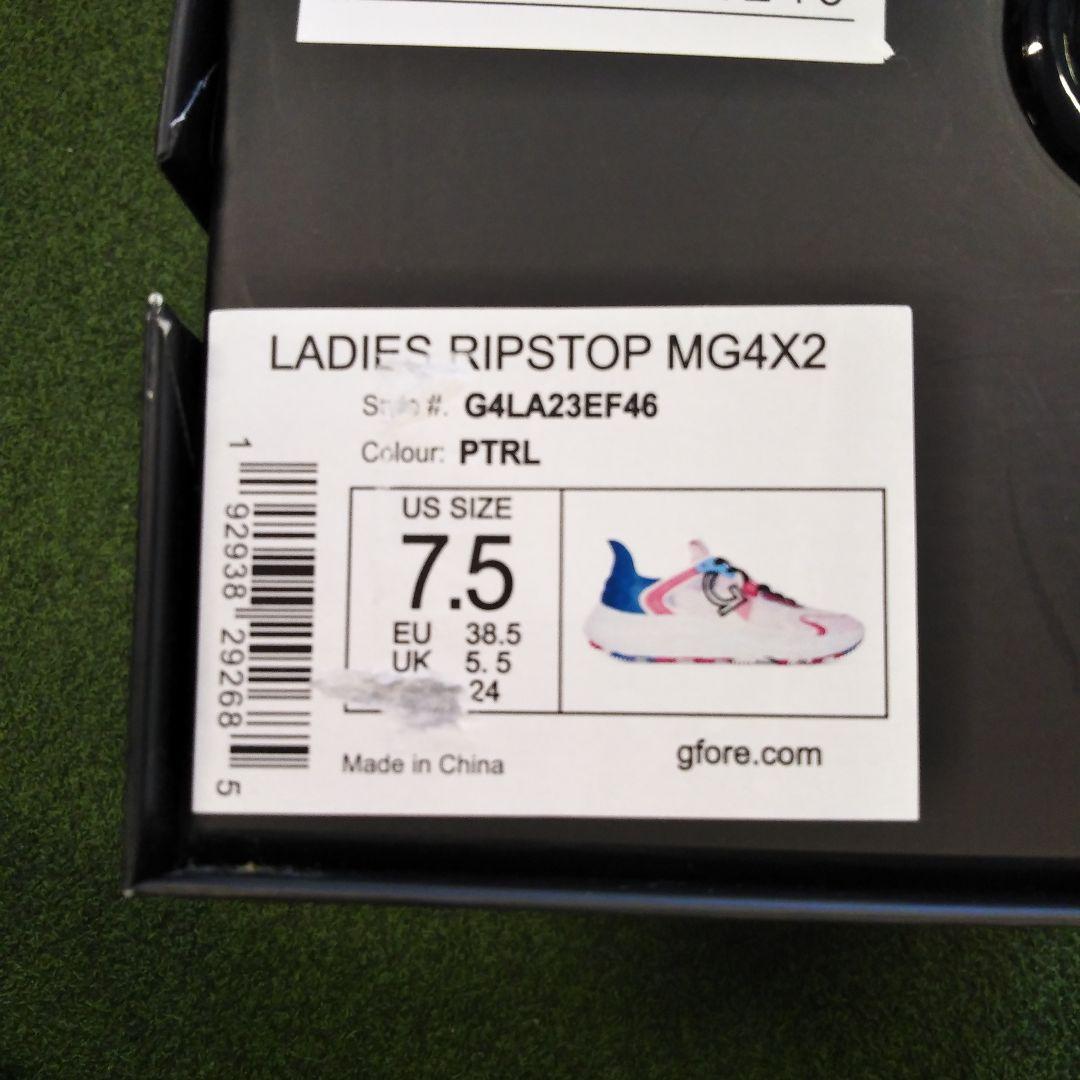 LADIES RIPSTOP MG4X2
Style #: G4LA23EF46
Colour: PTRL
US SIZE
7.5
EU 38.5
UK 5. 5
24
1 92938 29268 5
Made in China
gfore.com